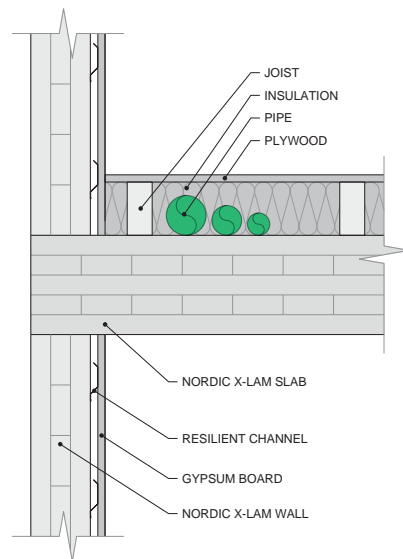 JOIST
INSULATION
PIPE
PLYWOOD
NORDIC X-LAM SLAB
RESILIENT CHANNEL
GYPSUM BOARD
NORDIC X-LAM WALL